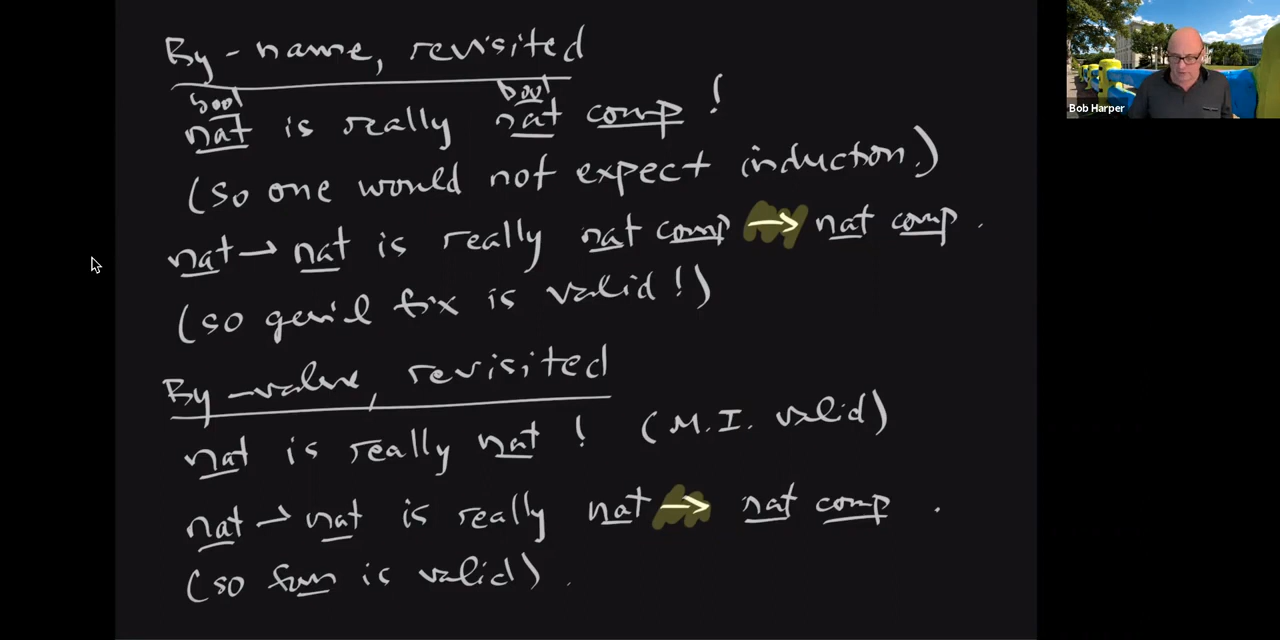 By-name, revisited
bool bool
nat is really nat comp !
(so one would not expect induction.)
nat → nat is really nat comp → nat comp .
(so gen'l fix is valid!)
By-value, revisited
nat is really nat ! (M.I. valid)
nat → nat is really nat → nat comp .
(so fun is valid) .
Bob Harper